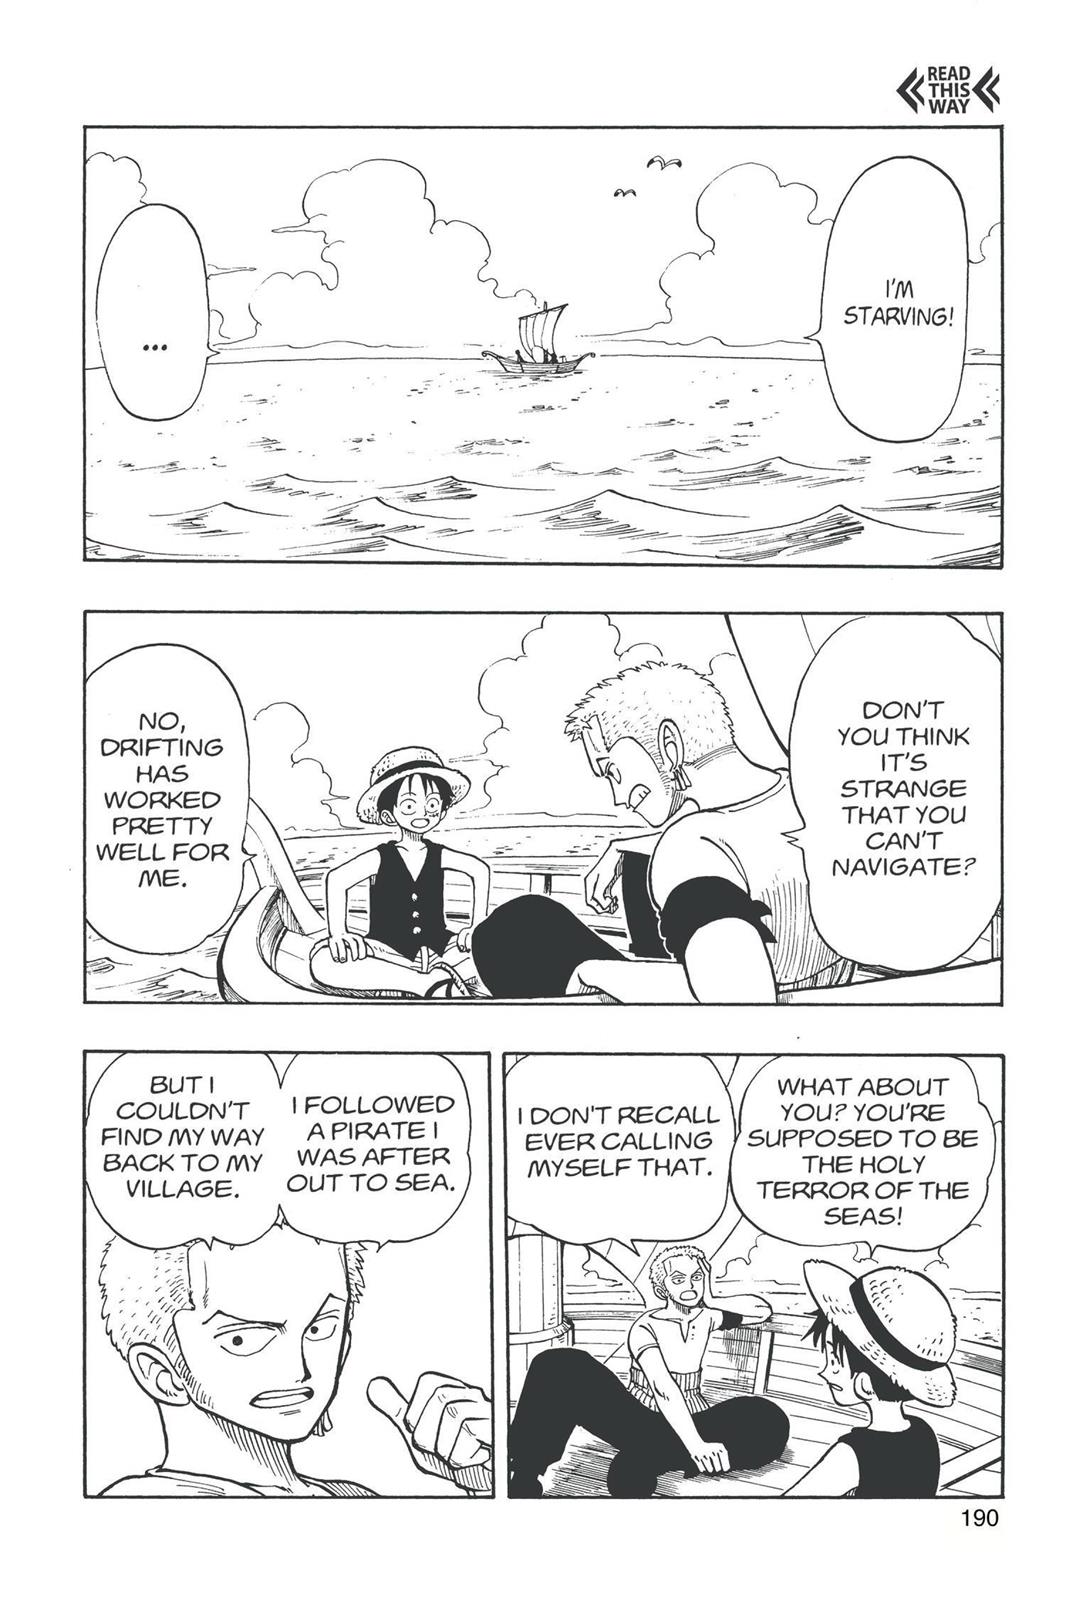 READ
THIS
WAY
I'M
STARVING!
...
DON'T
YOU THINK
IT'S
STRANGE
THAT YOU
CAN'T
NAVIGATE?
NO,
DRIFTING
HAS
WORKED
PRETTY
WELL FOR
ME.
WHAT ABOUT
YOU? YOU'RE
SUPPOSED TO BE
THE HOLY
TERROR OF THE
SEAS!
I DON'T RECALL
EVER CALLING
MYSELF THAT.
I FOLLOWED
A PIRATE I
WAS AFTER
OUT TO SEA.
BUT I
COULDN'T
FIND MY WAY
BACK TO MY
VILLAGE.
190